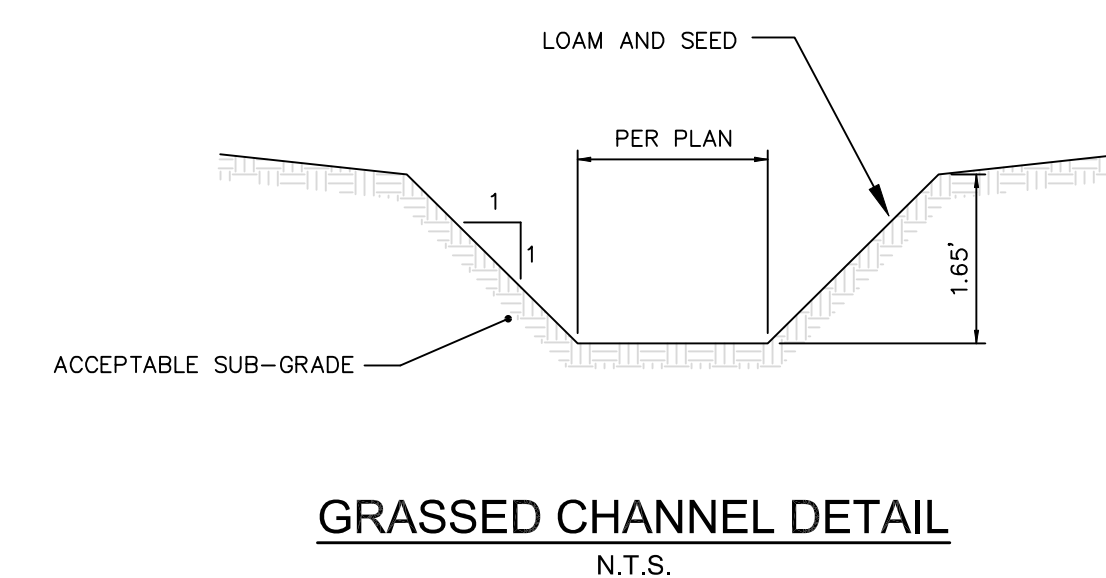 LOAM AND SEED
PER PLAN
1
1
1.65'
ACCEPTABLE SUB-GRADE
GRASSED CHANNEL DETAIL
N.T.S.